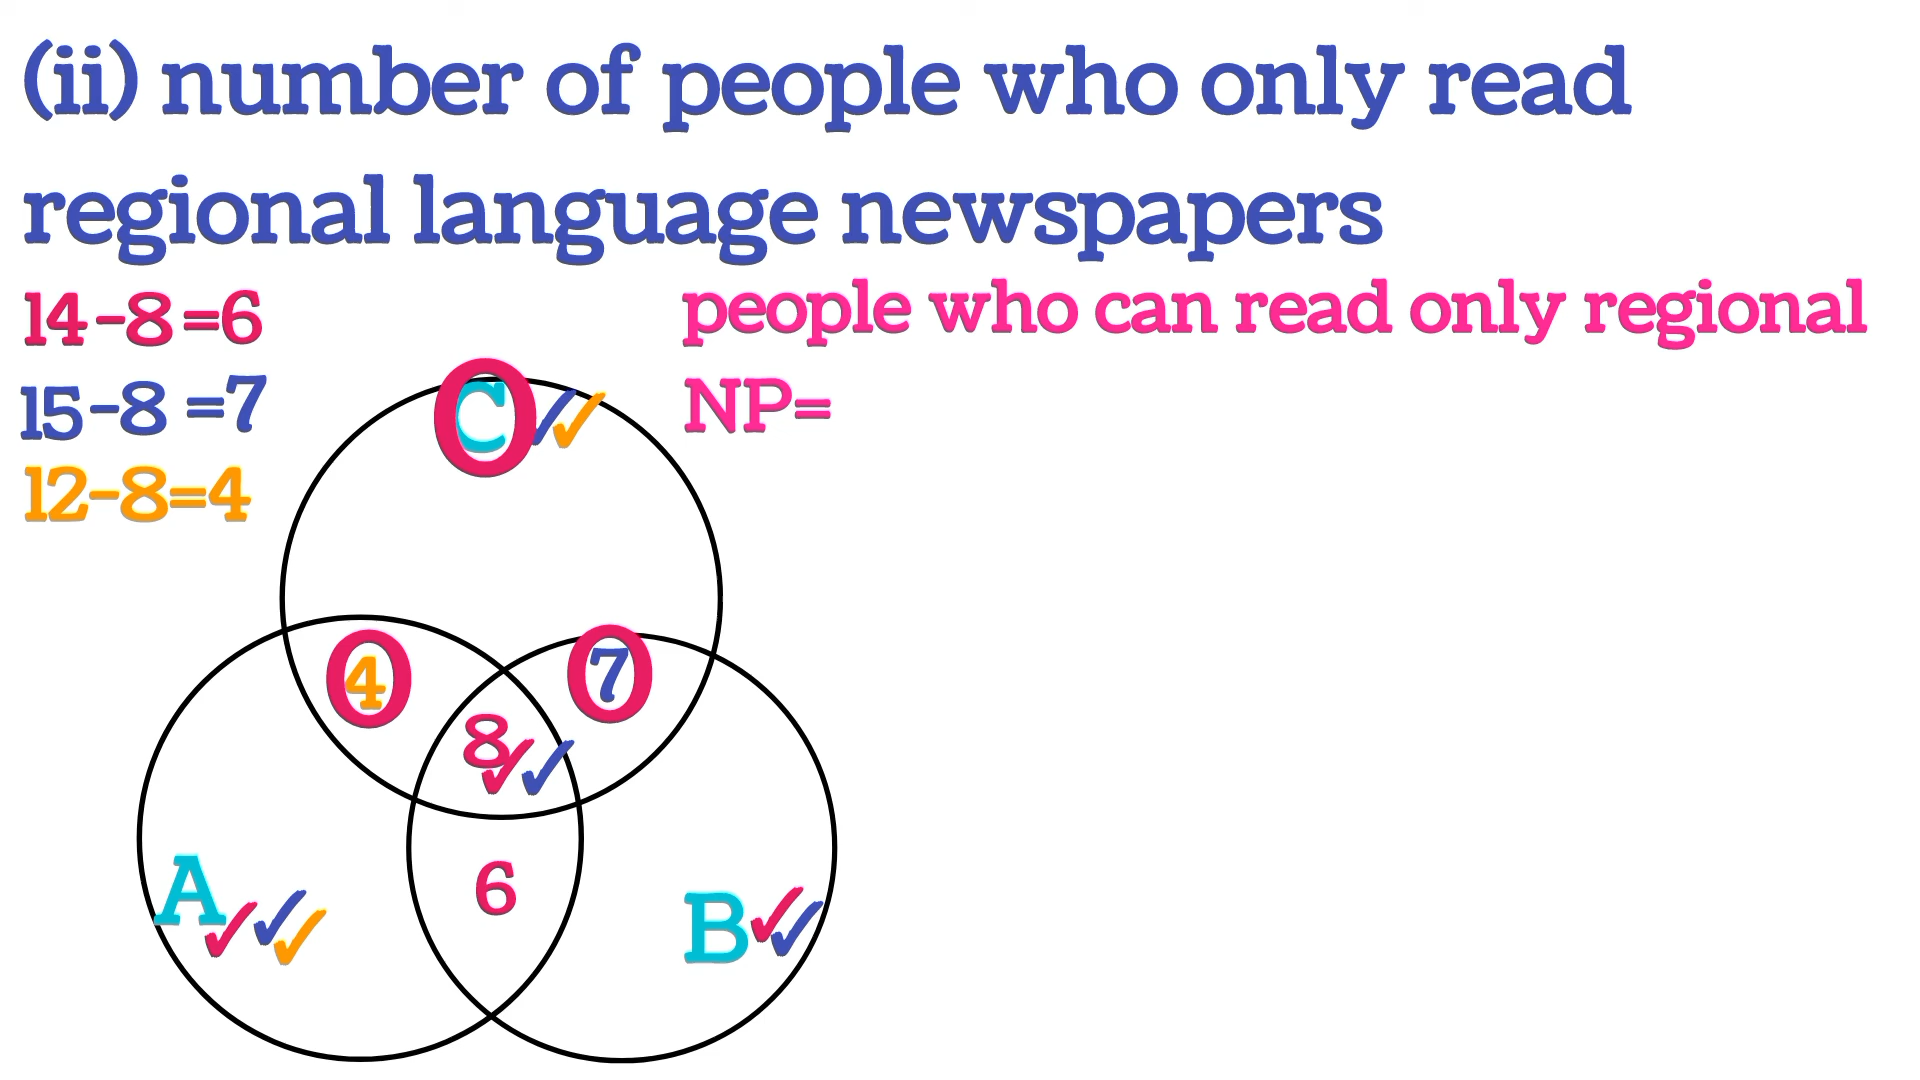 (ii) number of people who only read
regional language newspapers
14-8=6
15-8 =7
12-8=4
people who can read only regional
NP=
C
4
7
8
6
A
B